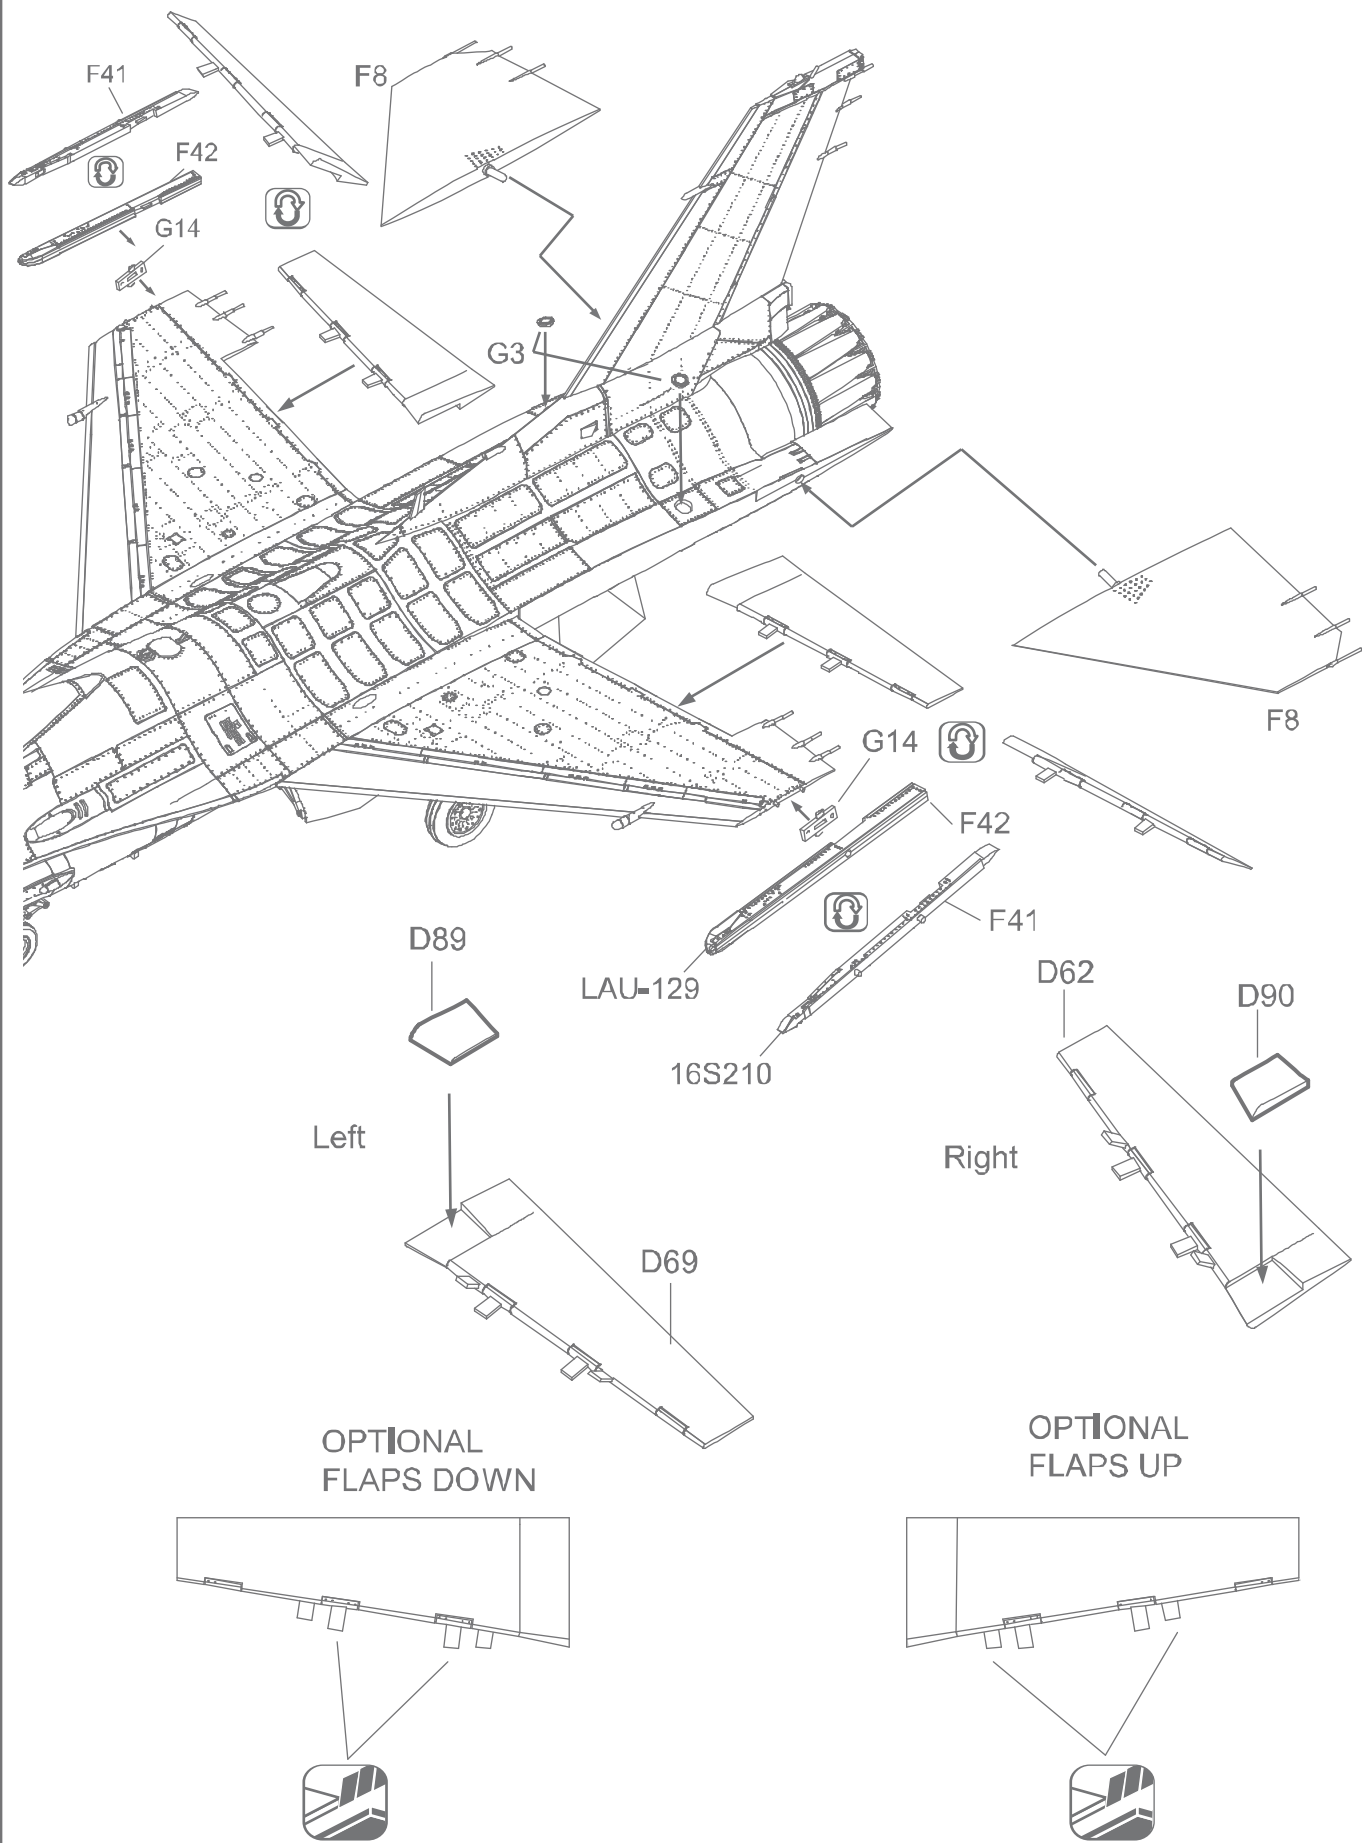 F41
F8
F42
G14
G3
F8
G14
F42
F41
D89
LAU-129
D62
D90
16S210
Left
Right
D69
OPTIONAL
FLAPS DOWN
OPTIONAL
FLAPS UP